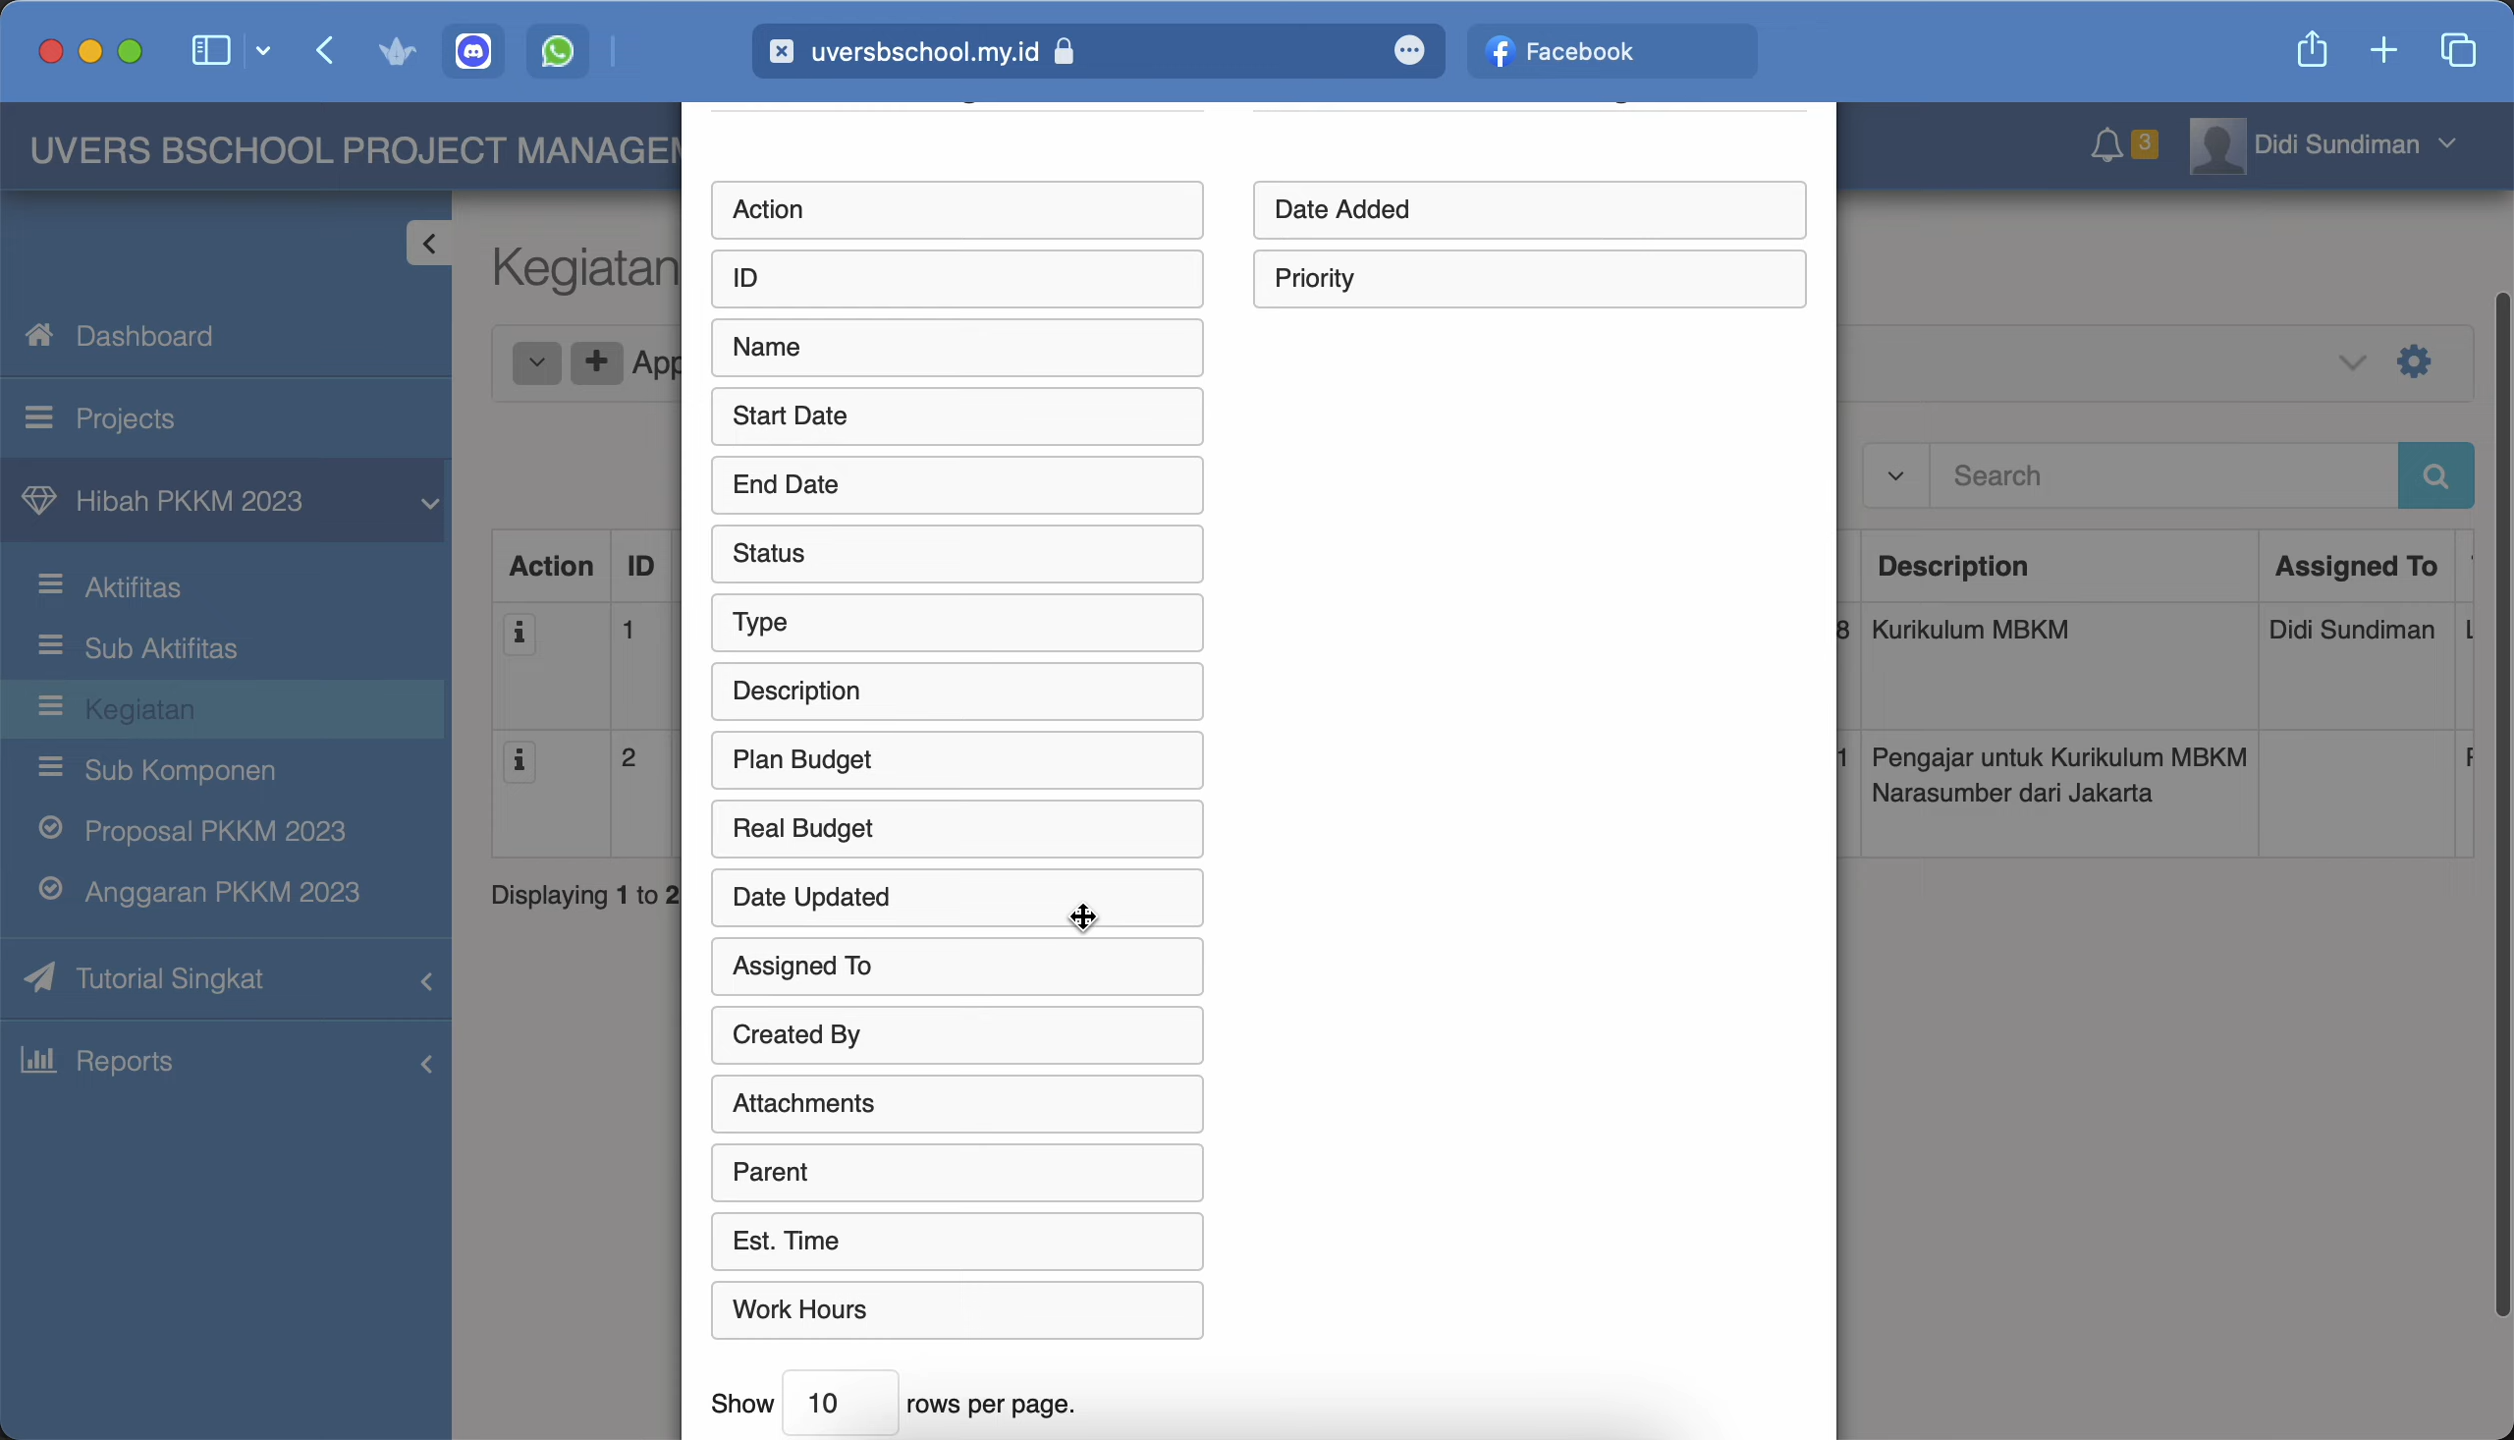 uversbschool.my.id
Facebook
UVERS BSCHOOL PROJECT MANAGEM
3
Didi Sundiman
Dashboard
Projects
Hibah PKKM 2023
Aktifitas
Sub Aktifitas
Kegiatan
Sub Komponen
Proposal PKKM 2023
Anggaran PKKM 2023
Tutorial Singkat
Reports
Kegiatan
App
Search
Action ID
1
2
Displaying 1 to 2
Action
ID
Name
Start Date
End Date
Status
Type
Description
Plan Budget
Real Budget
Date Updated
Assigned To
Created By
Attachments
Parent
Est. Time
Work Hours
Show 10 rows per page.
Date Added
Priority
Description Assigned To
8 Kurikulum MBKM Didi Sundiman
1 Pengajar untuk Kurikulum MBKM
Narasumber dari Jakarta